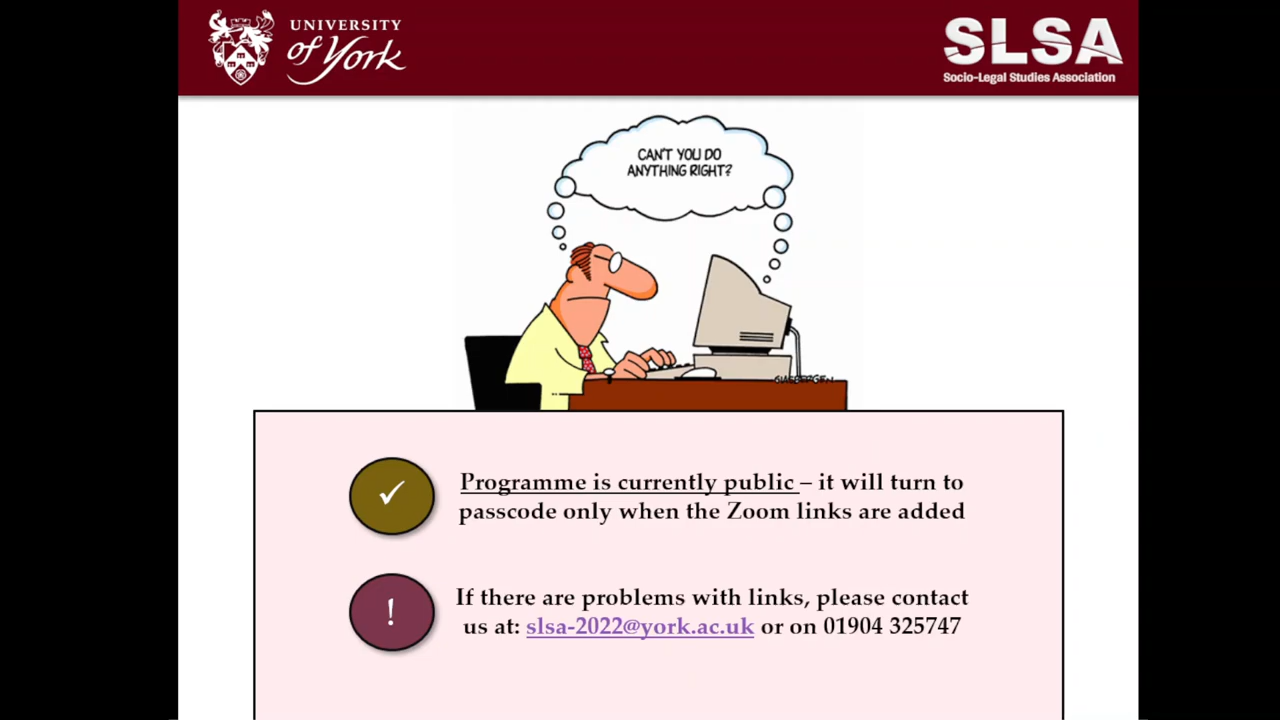 UNIVERSITY
of York
SLSA
Socio-Legal Studies Association
CAN'T YOU DO
ANYTHING RIGHT?
GLASBERGEN
✓
Programme is currently public – it will turn to
passcode only when the Zoom links are added
!
If there are problems with links, please contact
us at: slsa-2022@york.ac.uk or on 01904 325747